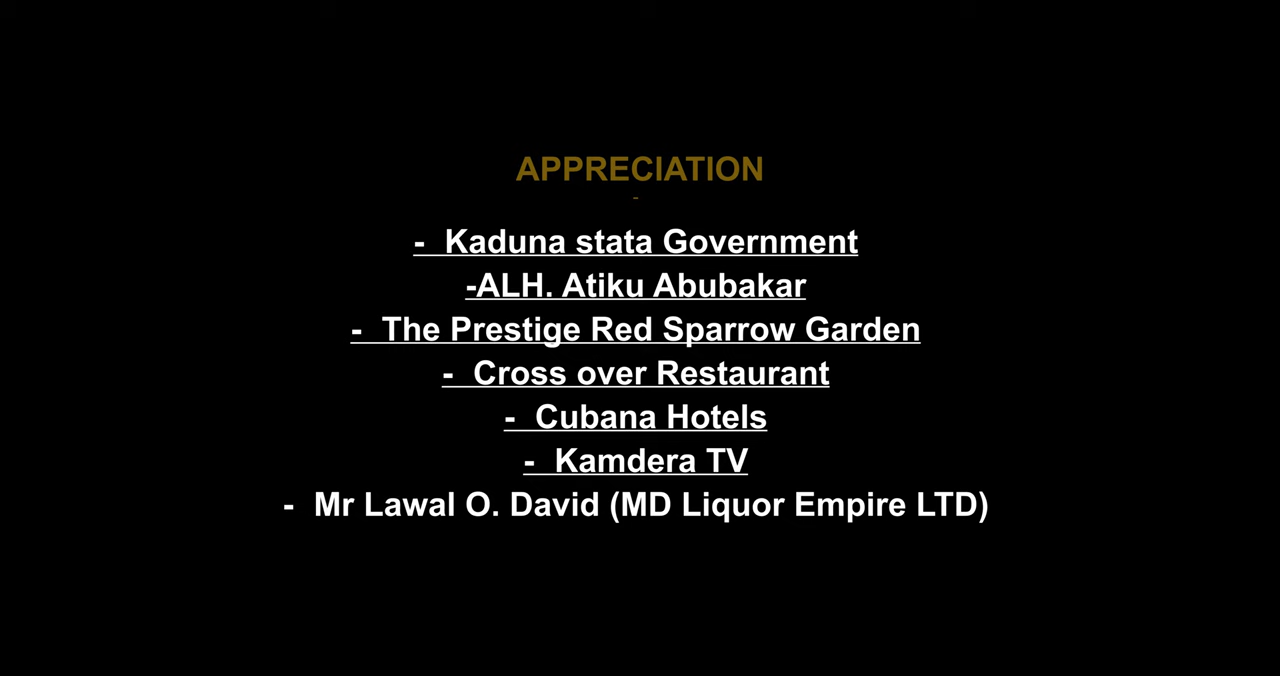 APPRECIATION
-
- Kaduna stata Government
-ALH. Atiku Abubakar
- The Prestige Red Sparrow Garden
- Cross over Restaurant
- Cubana Hotels
- Kamdera TV
- Mr Lawal O. David (MD Liquor Empire LTD)